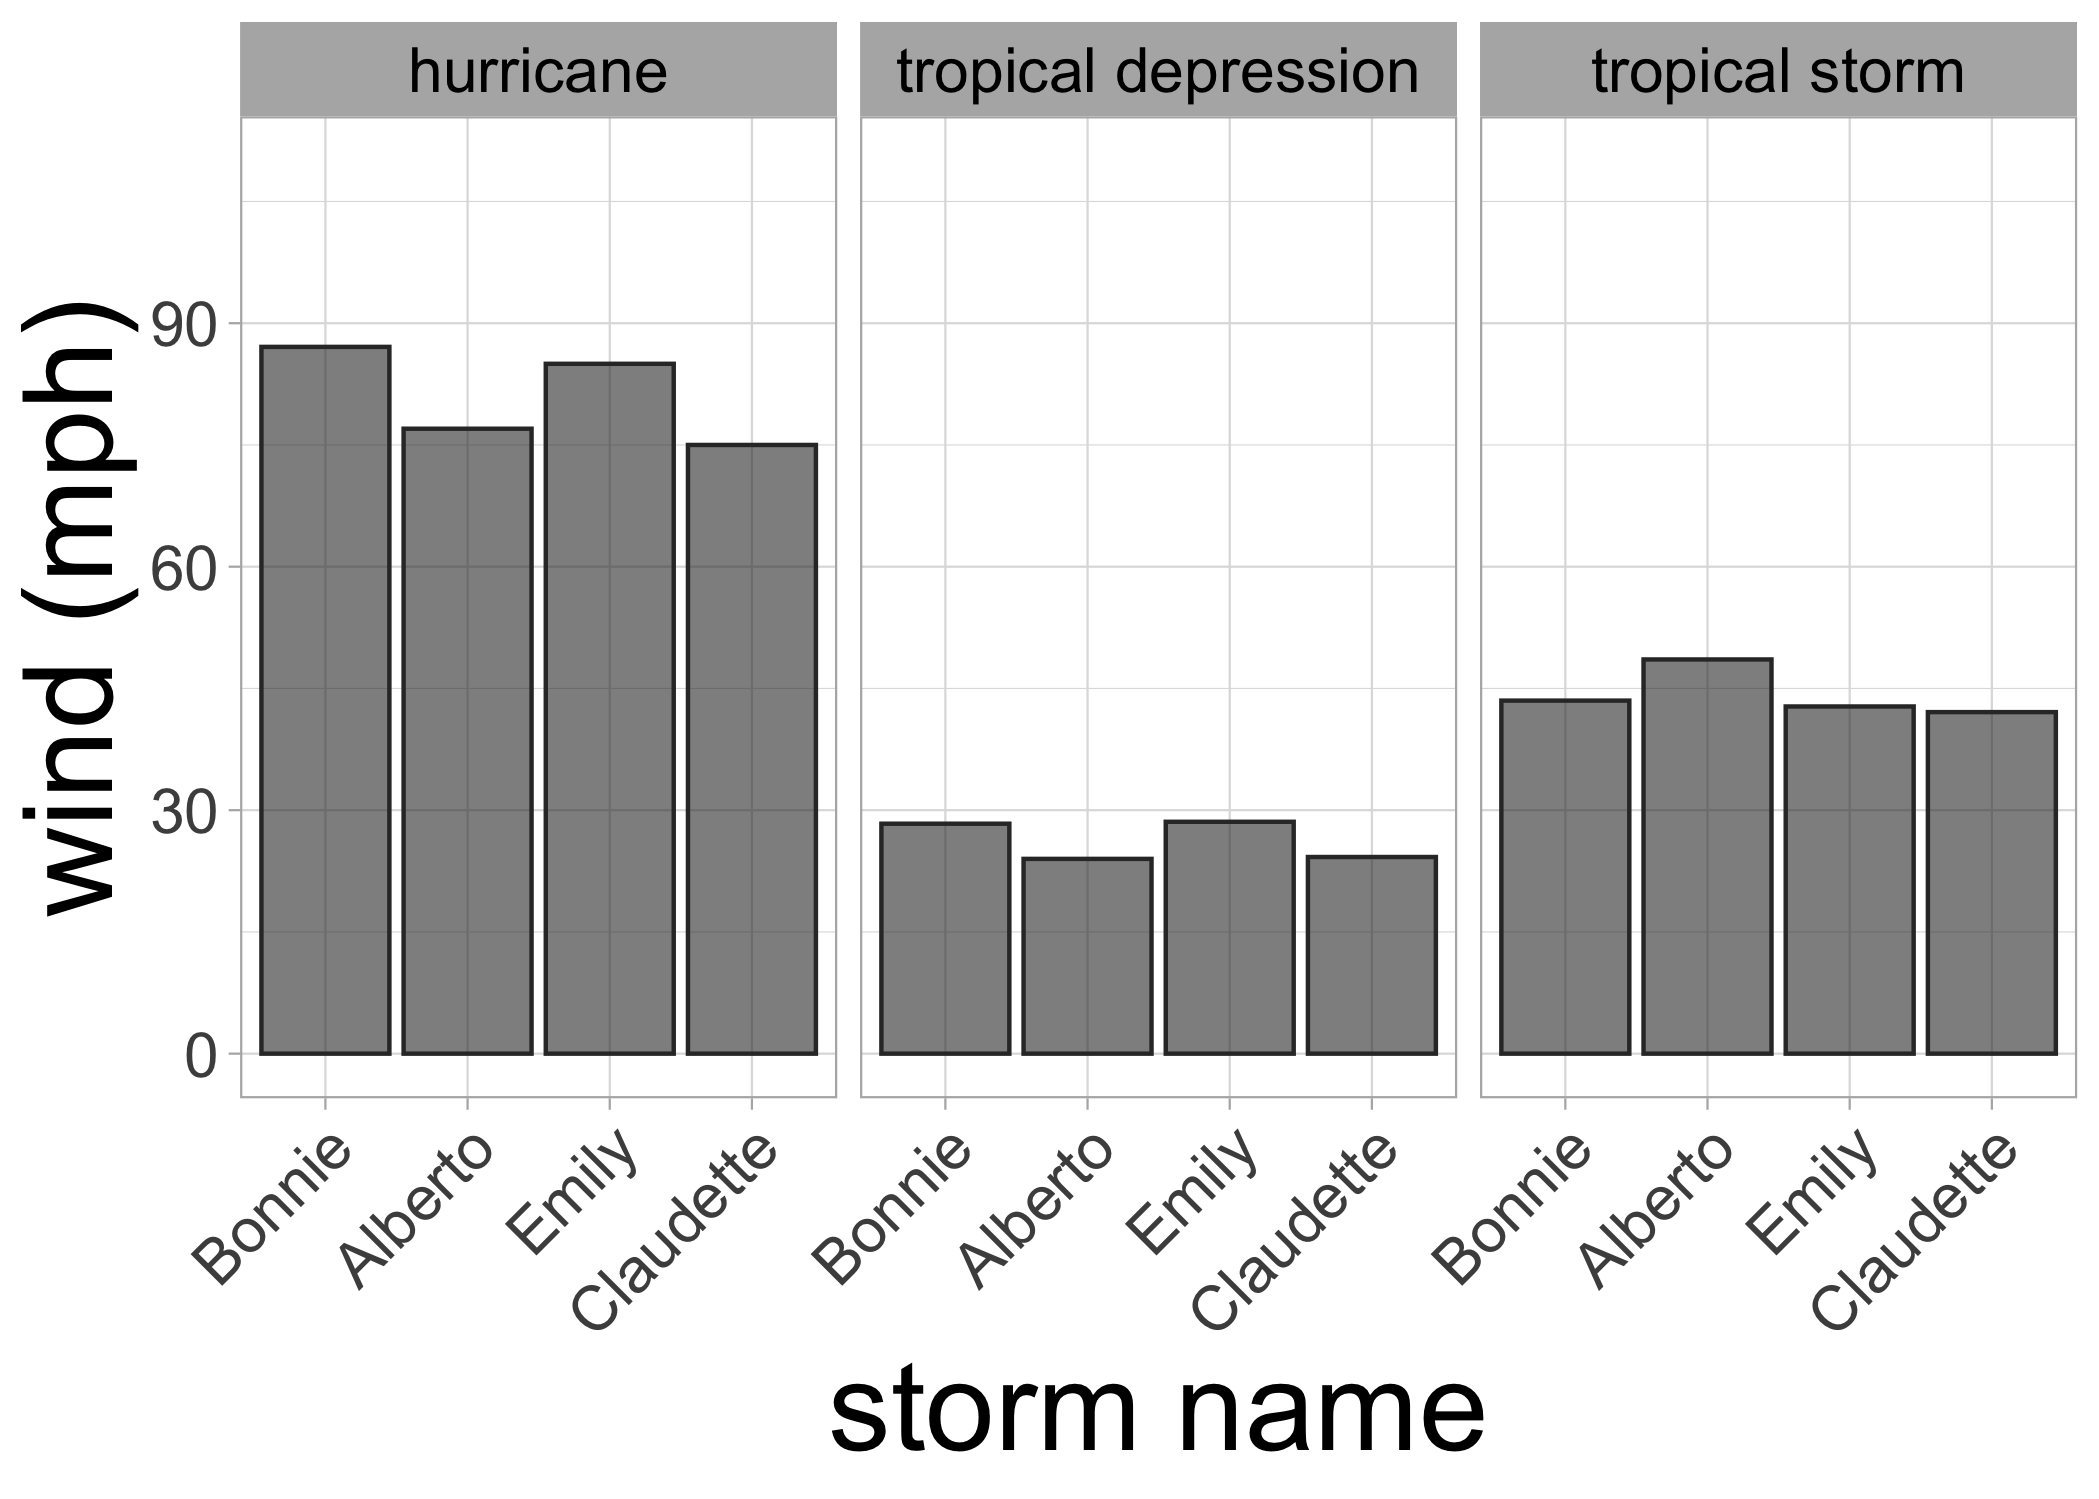 hurricane
tropical depression
tropical storm
wind (mph)
90
60
30
0
Bonnie
Alberto
Emily
Claudette
Bonnie
Alberto
Emily
Claudette
Bonnie
Alberto
Emily
Claudette
storm name